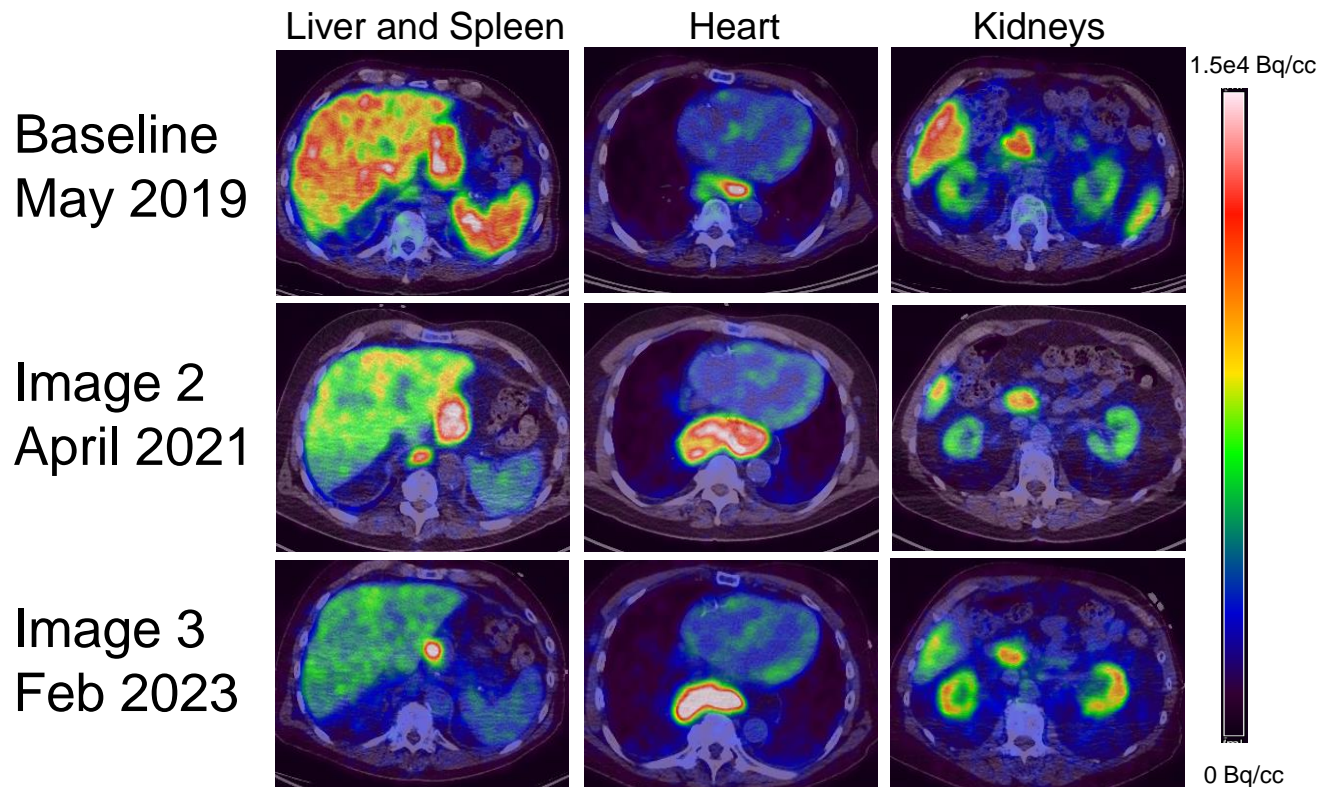 Liver and Spleen
Heart
Kidneys
1.5e4 Bq/cc
Baseline
May 2019
Image 2
April 2021
Image 3
Feb 2023
0 Bq/cc